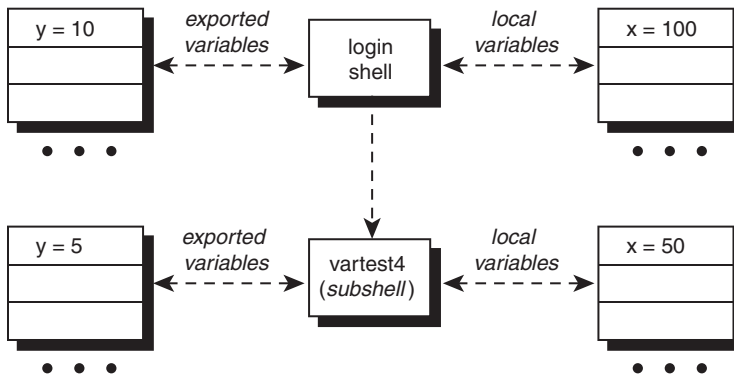 y = 10
exported
variables
login
shell
local
variables
x = 100
y = 5
exported
variables
vartest4
(subshell)
local
variables
x = 50